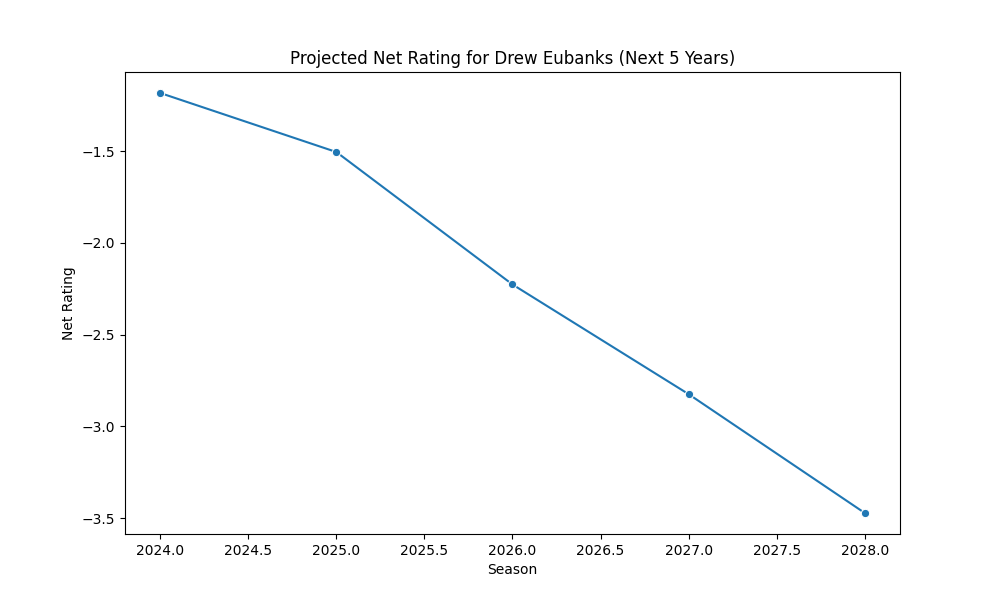 Projected Net Rating for Drew Eubanks (Next 5 Years)
Net Rating
−1.5
−2.0
−2.5
−3.0
−3.5
2024.0 2024.5 2025.0 2025.5 2026.0 2026.5 2027.0 2027.5 2028.0
Season